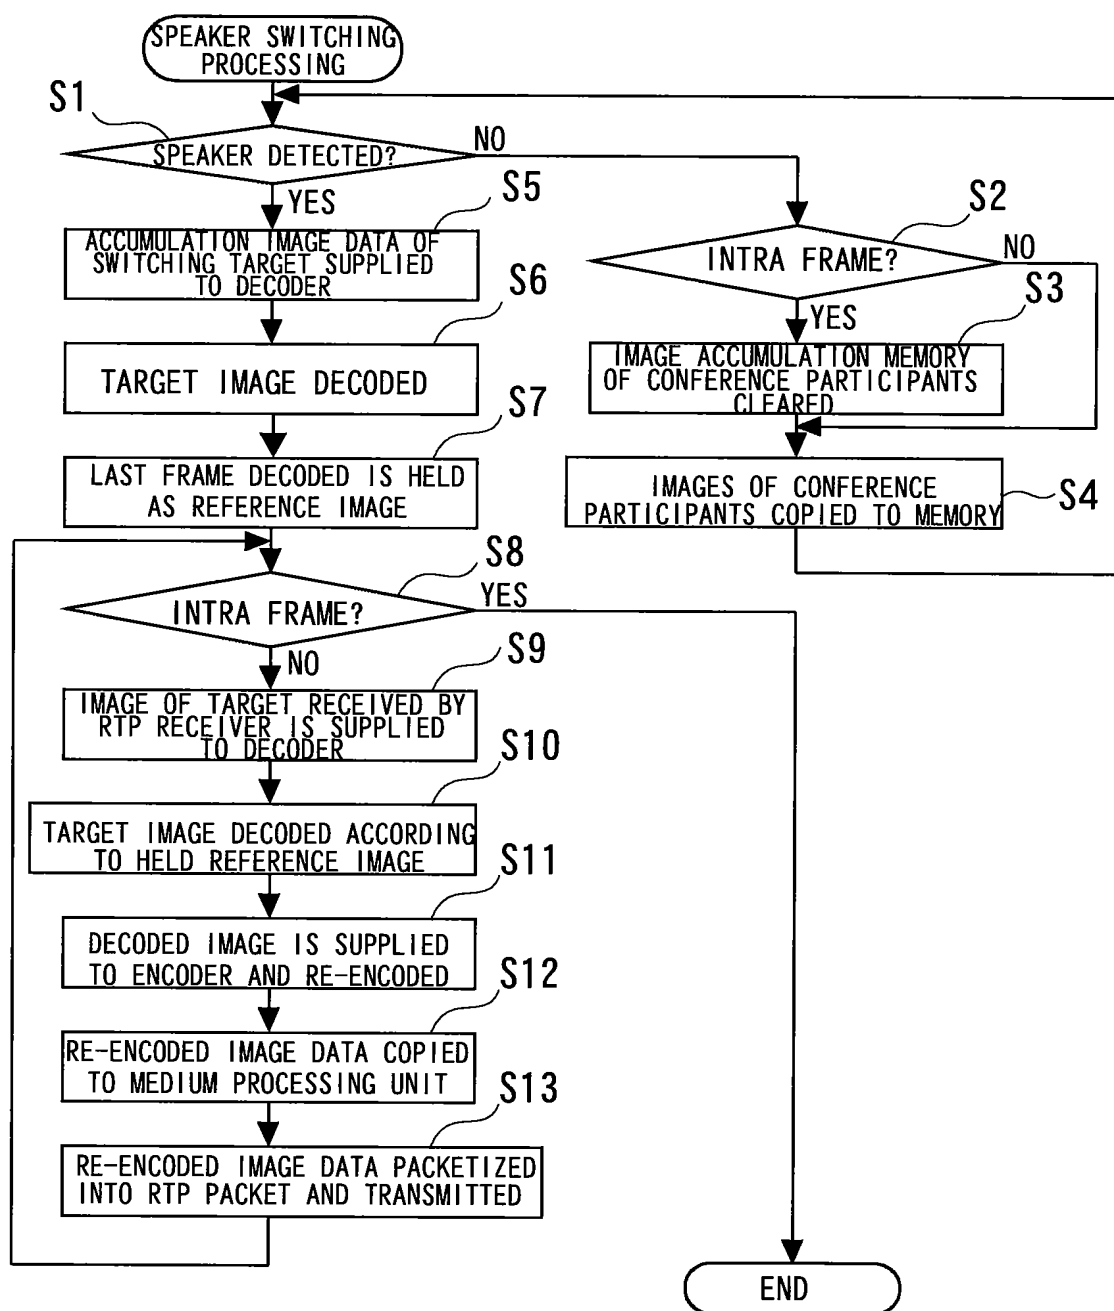 SPEAKER SWITCHING
PROCESSING
S1
SPEAKER DETECTED?
NO
YES
S5
ACCUMULATION IMAGE DATA OF
SWITCHING TARGET SUPPLIED
TO DECODER
S6
TARGET IMAGE DECODED
S7
LAST FRAME DECODED IS HELD
AS REFERENCE IMAGE
S2
INTRA FRAME?
NO
YES
S3
IMAGE ACCUMULATION MEMORY
OF CONFERENCE PARTICIPANTS
CLEARED
S4
IMAGES OF CONFERENCE
PARTICIPANTS COPIED TO MEMORY
S8
INTRA FRAME?
YES
NO
S9
IMAGE OF TARGET RECEIVED BY
RTP RECEIVER IS SUPPLIED
TO DECODER
S10
TARGET IMAGE DECODED ACCORDING
TO HELD REFERENCE IMAGE
S11
DECODED IMAGE IS SUPPLIED
TO ENCODER AND RE-ENCODED
S12
RE-ENCODED IMAGE DATA COPIED
TO MEDIUM PROCESSING UNIT
S13
RE-ENCODED IMAGE DATA PACKETIZED
INTO RTP PACKET AND TRANSMITTED
END